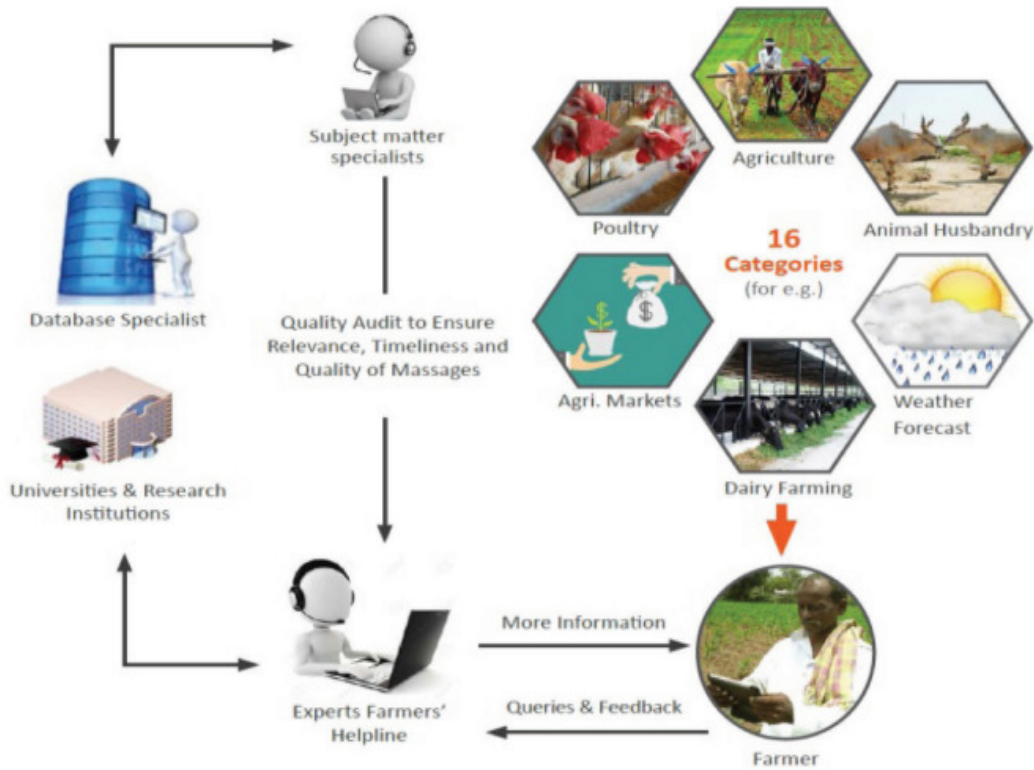 Subject matter
specialists
Agriculture
Poultry
Animal Husbandry
16
Categories
(for e.g.)
Database Specialist
Quality Audit to Ensure
Relevance, Timeliness and
Quality of Massages
Agri. Markets
Weather
Forecast
Dairy Farming
Universities & Research
Institutions
More Information
Queries & Feedback
Experts Farmers'
Helpline
Farmer